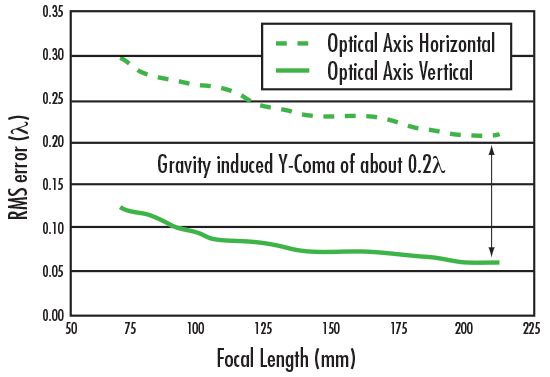 0.35
Optical Axis Horizontal
0.30
Optical Axis Vertical
0.25
0.20
Gravity induced Y-Coma of about 0.2λ
0.15
0.10
0.05
0.00
RMS error (λ)
50 75 100 125 150 175 200 225
Focal Length (mm)